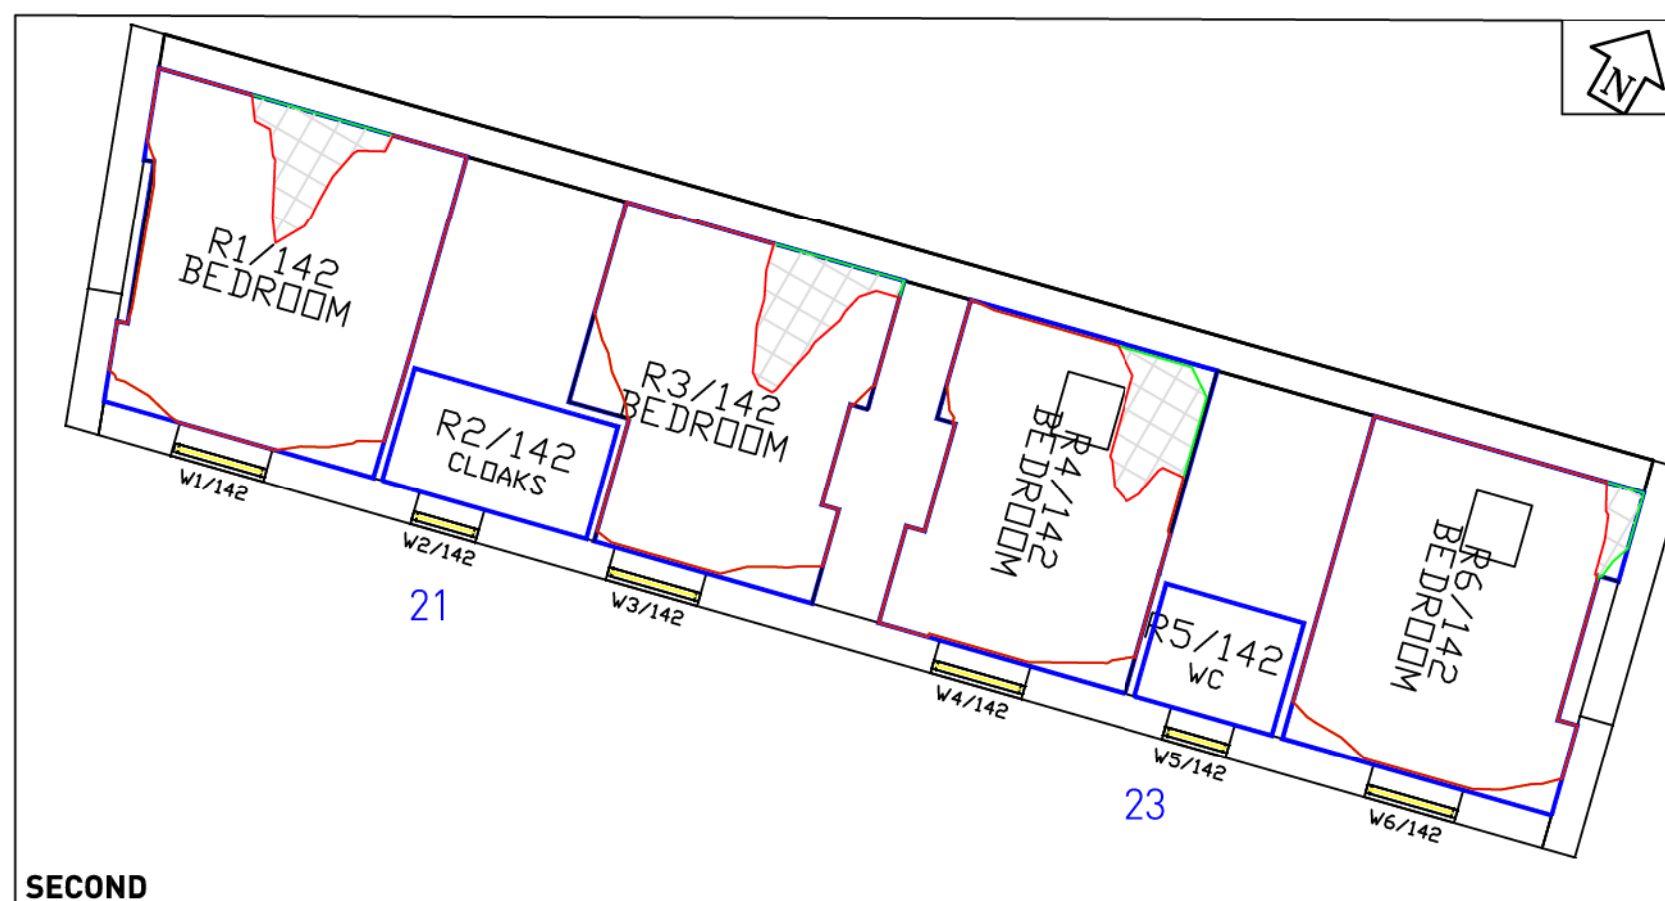 N
R1/142
BEDROOM
W1/142
R2/142
CLOAKS
W2/142
21
R3/142
BEDROOM
W3/142
R4/142
BEDROOM
W4/142
R5/142
WC
W5/142
23
R6/142
BEDROOM
W6/142
SECOND